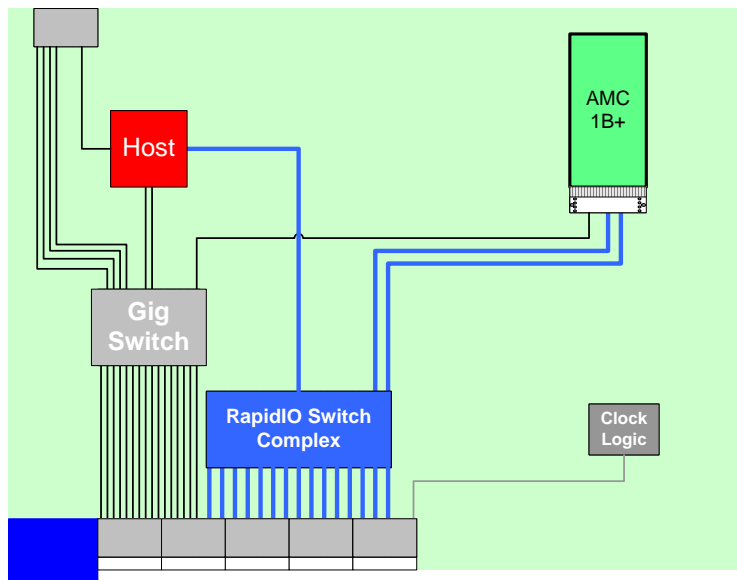 AMC
1B+
Host
Gig
Switch
RapidIO Switch
Complex
Clock
Logic